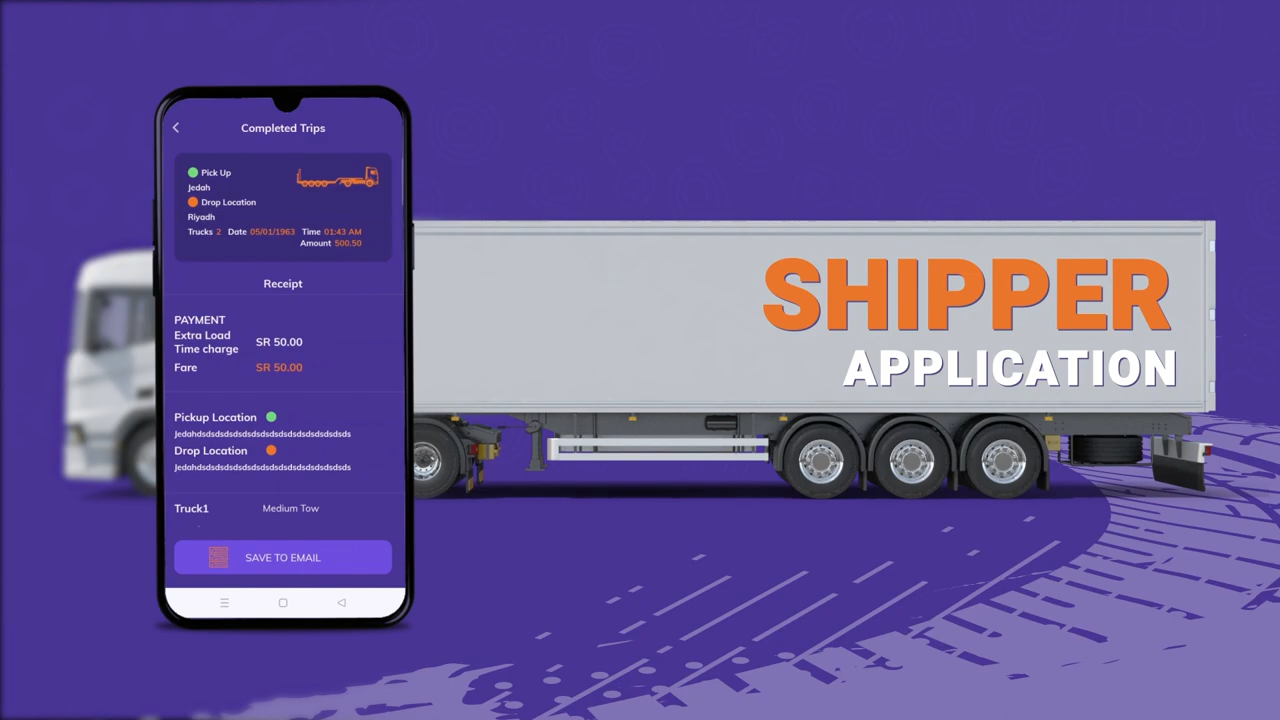 Completed Trips
Pick Up
Jedah
Drop Location
Riyadh
Trucks 2 Date 05/01/1963 Time 01:43 AM
Amount 500.50
Receipt
PAYMENT
Extra Load
Time charge SR 50.00
Fare SR 50.00
Pickup Location
Jedahdsdsdsdsdsdsdsdsdsdsdsdsdsdsdsdsds
Drop Location
Jedahdsdsdsdsdsdsdsdsdsdsdsdsdsdsdsdsds
Truck1 Medium Tow
SAVE TO EMAIL
SHIPPER
APPLICATION